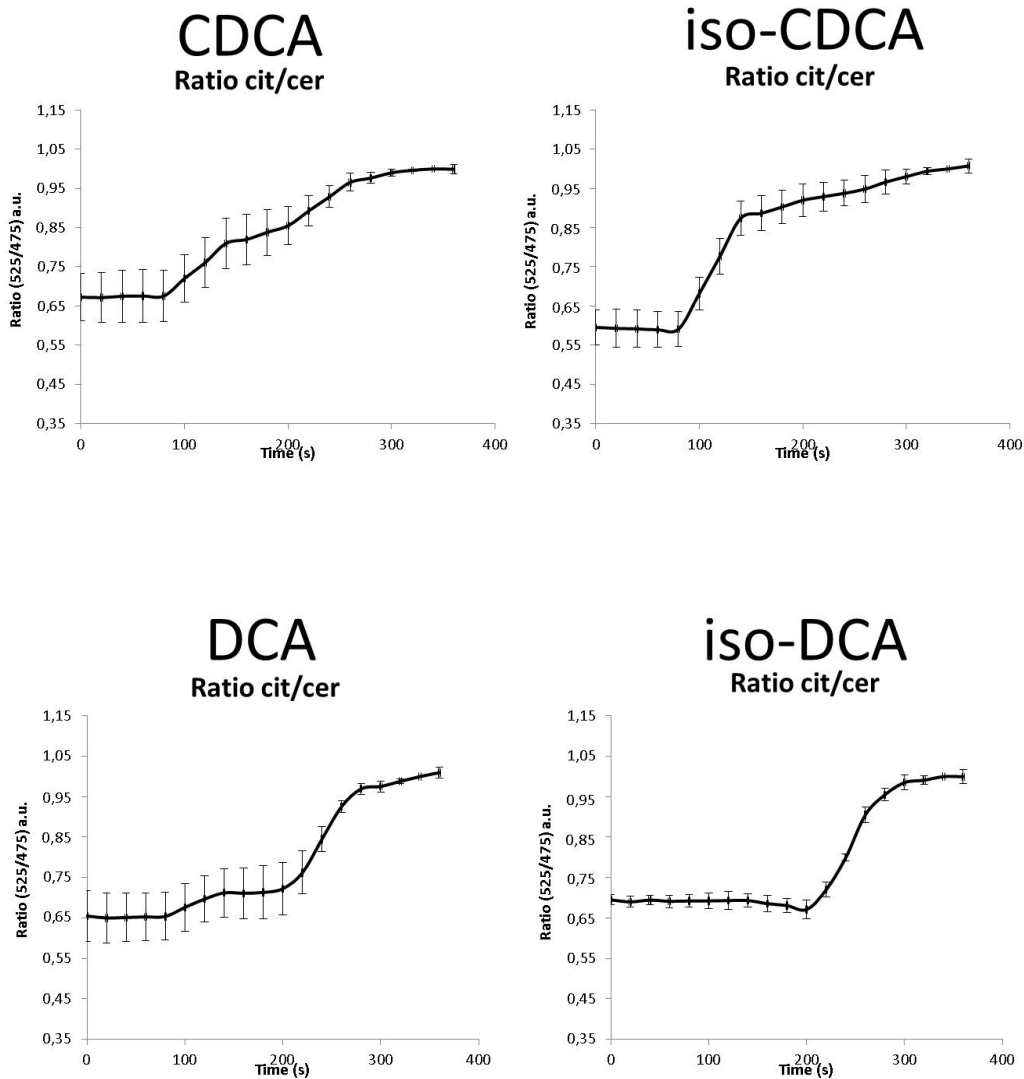 CDCA
Ratio cit/cer
1,15
1,05
0,95
0,85
0,75
0,65
0,55
0,45
0,35
Ratio (525/475) a.u.
0 100 200 300 400
Time (s)
iso-CDCA
Ratio cit/cer
1,15
1,05
0,95
0,85
0,75
0,65
0,55
0,45
0,35
Ratio (525/475) a.u.
0 100 200 300 400
Time (s)
DCA
Ratio cit/cer
1,15
1,05
0,95
0,85
0,75
0,65
0,55
0,45
0,35
Ratio (525/475) a.u.
0 100 200 300 400
Time (s)
iso-DCA
Ratio cit/cer
1,15
1,05
0,95
0,85
0,75
0,65
0,55
0,45
0,35
Ratio (525/475) a.u.
0 100 200 300 400
Time (s)